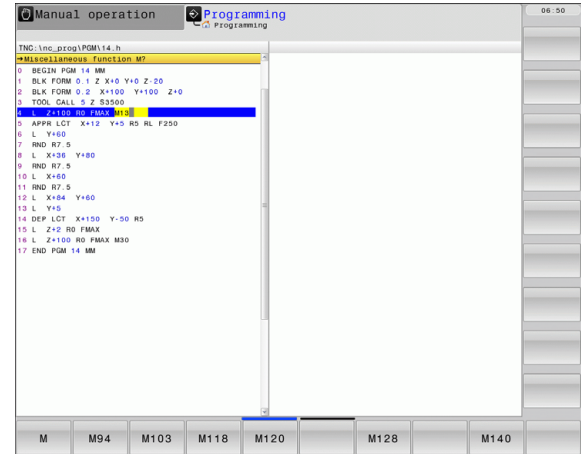 Manual operation
Programming
Programming
06:50
TNC:\nc_prog\PGM\14.h
→Miscellaneous function M?
0 BEGIN PGM 14 MM
1 BLK FORM 0.1 Z X+0 Y+0 Z-20
2 BLK FORM 0.2 X+100 Y+100 Z+0
3 TOOL CALL 5 Z S3500
4 L Z+100 R0 FMAX M13
5 APPR LCT X+12 Y+5 R5 RL F250
6 L Y+60
7 RND R7.5
8 L X+36 Y+80
9 RND R7.5
10 L X+60
11 RND R7.5
12 L X+84 Y+60
13 L Y+5
14 DEP LCT X+150 Y-50 R5
15 L Z+2 R0 FMAX
16 L Z+100 R0 FMAX M30
17 END PGM 14 MM
M M94 M103 M118 M120 M128 M140